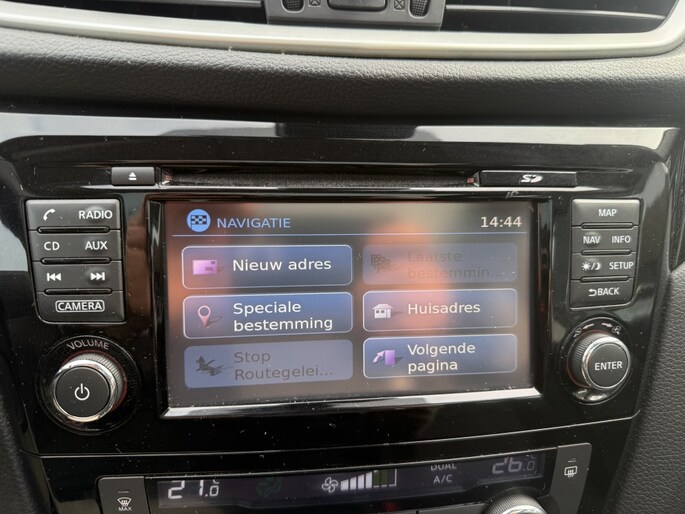 RADIO
CD AUX
CAMERA
VOLUME
NAVIGATIE 14:44
Nieuw adres
Laatste
bestemmin...
Speciale
bestemming
Huisadres
Stop
Routegelei...
Volgende
pagina
MAP
NAV INFO
SETUP
BACK
ENTER
MAX
21.0
DUAL
A/C
26.0